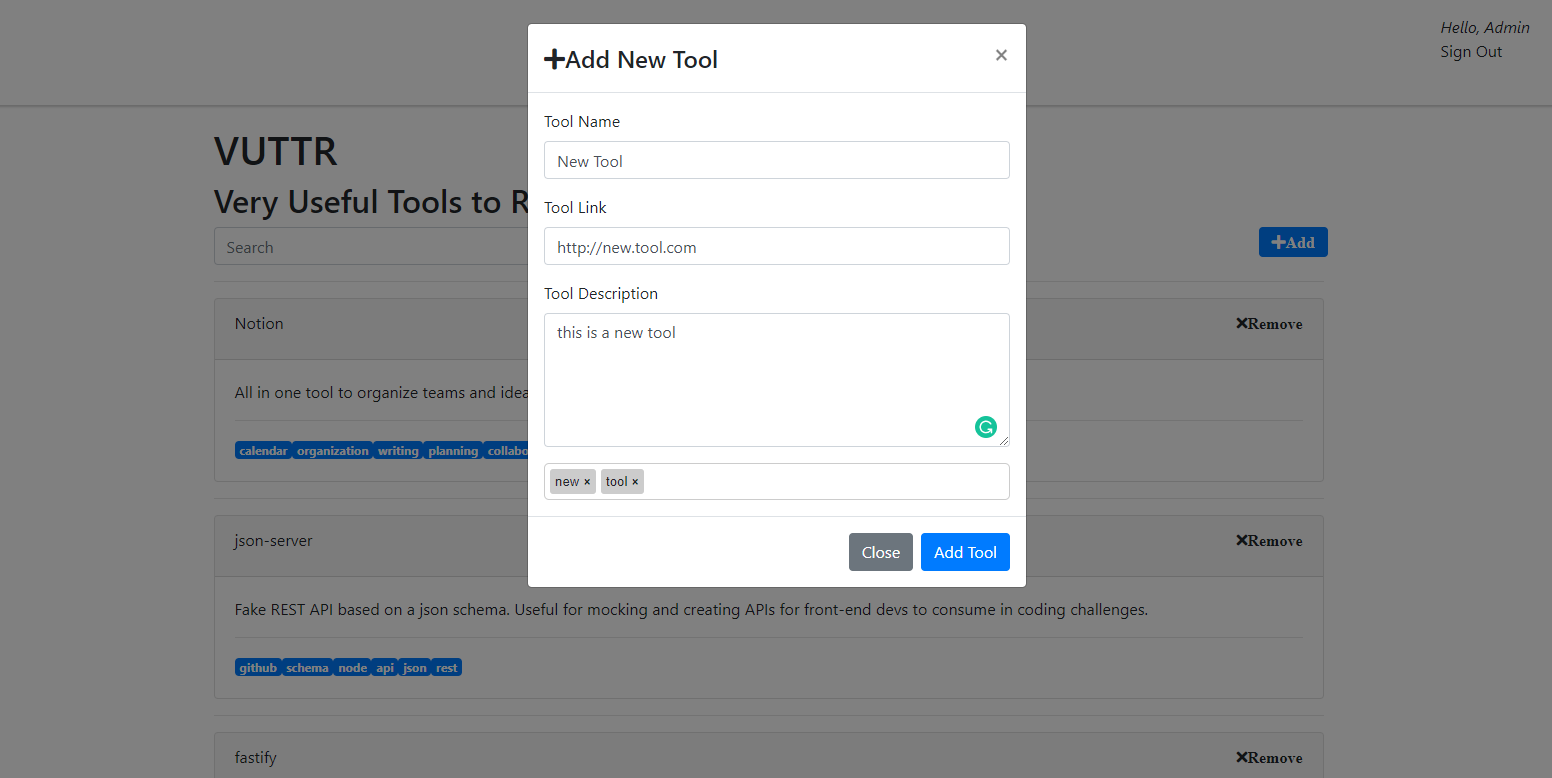 Hello, Admin
Sign Out
Add New Tool ×
Tool Name
New Tool
Tool Link
http://new.tool.com
Tool Description
this is a new tool
new × tool ×
Close Add Tool
VUTTR
Very Useful Tools to R
Search
Add
Notion
Remove
All in one tool to organize teams and idea
calendar organization writing planning collabo
json-server
Remove
Fake REST API based on a json schema. Useful for mocking and creating APIs for front-end devs to consume in coding challenges.
github schema node api json rest
fastify
Remove